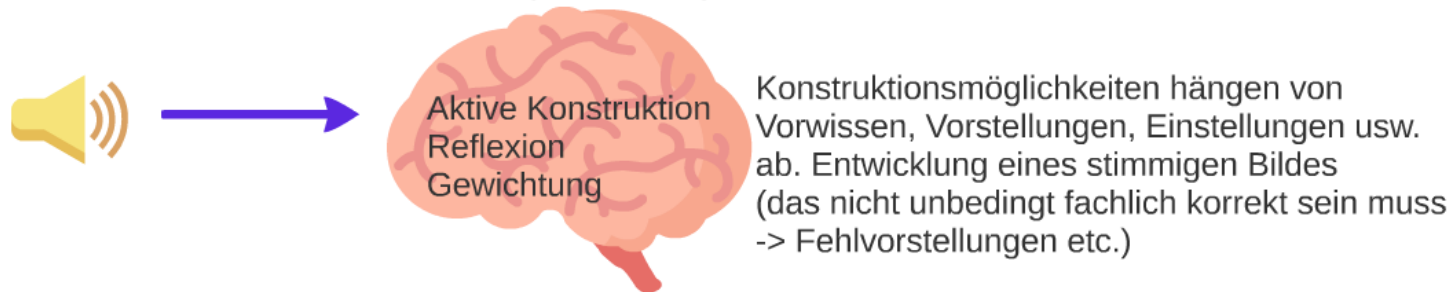 Aktive Konstruktion
Reflexion
Gewichtung
Konstruktionsmöglichkeiten hängen von
Vorwissen, Vorstellungen, Einstellungen usw.
ab. Entwicklung eines stimmigen Bildes
(das nicht unbedingt fachlich korrekt sein muss
-> Fehlvorstellungen etc.)